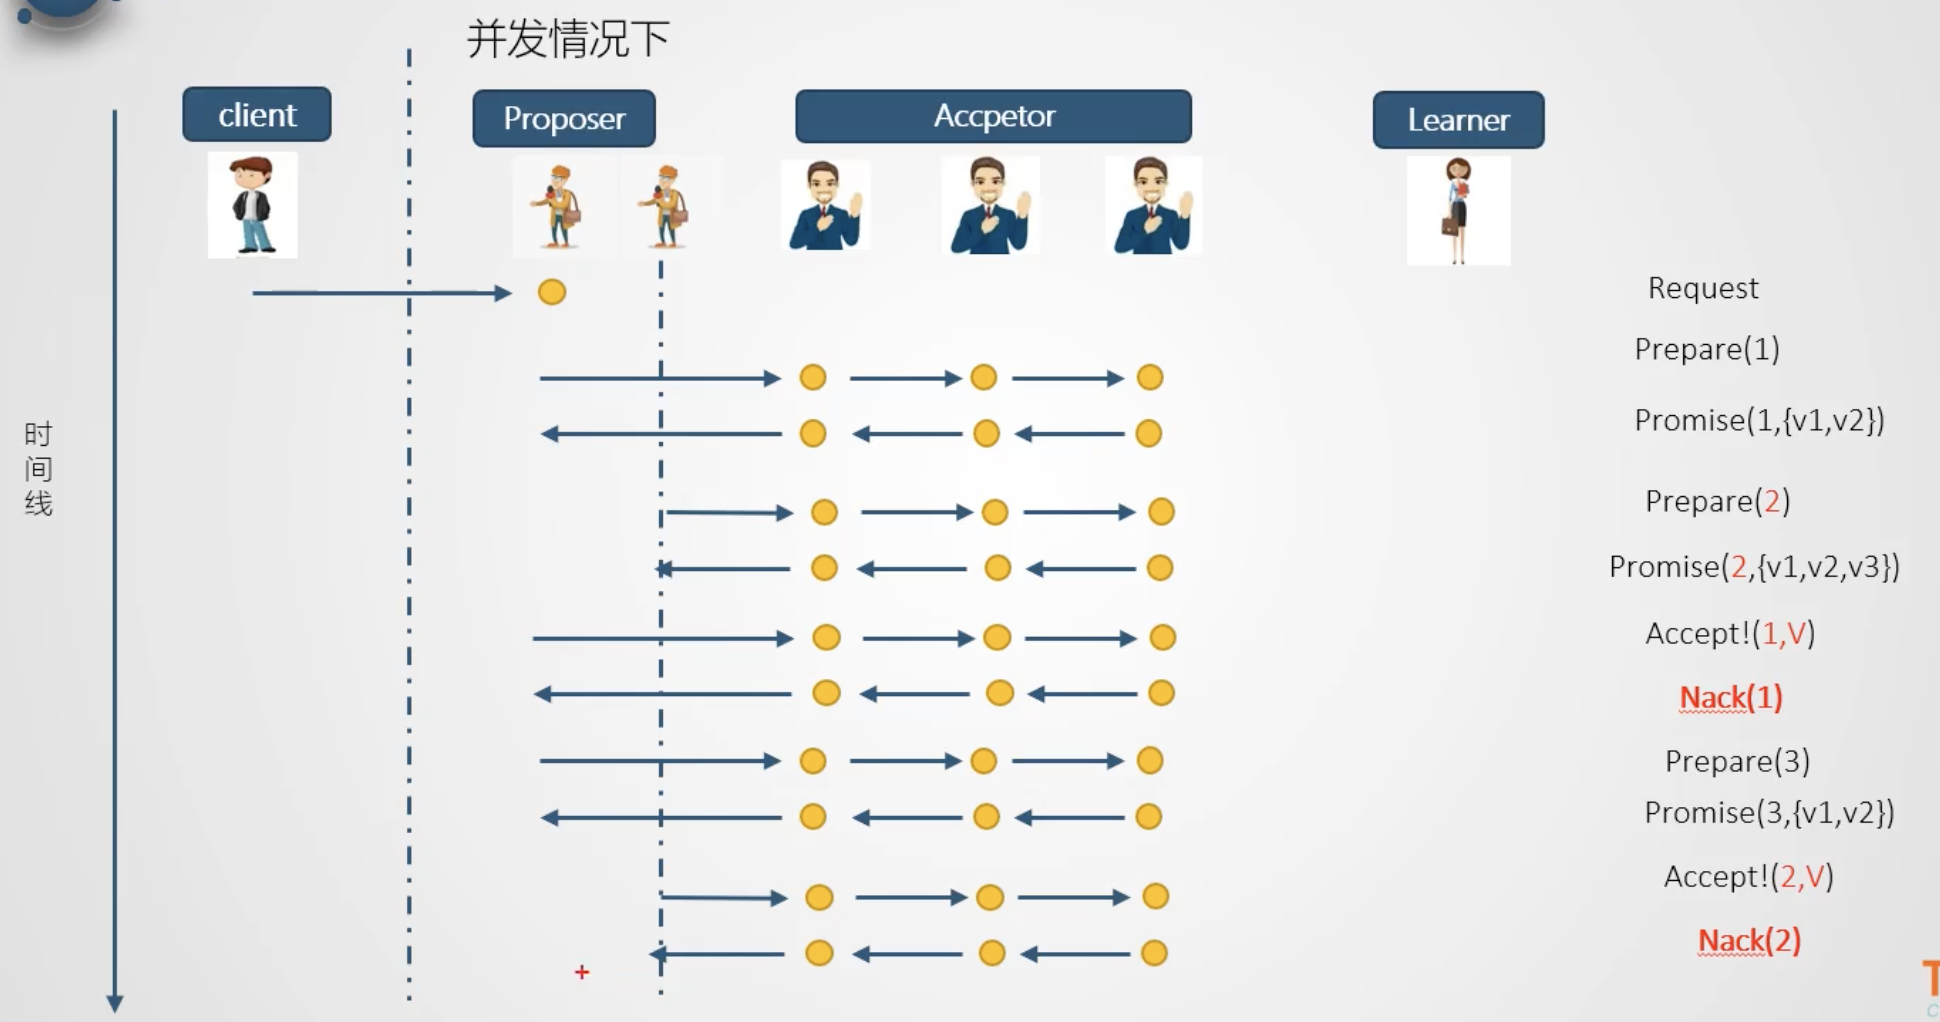 并发情况下
client
Proposer
Accpetor
Learner
时
间
线
Request
Prepare(1)
Promise(1,{v1,v2})
Prepare(2)
Promise(2,{v1,v2,v3})
Accept!(1,V)
Nack(1)
Prepare(3)
Promise(3,{v1,v2})
Accept!(2,V)
Nack(2)